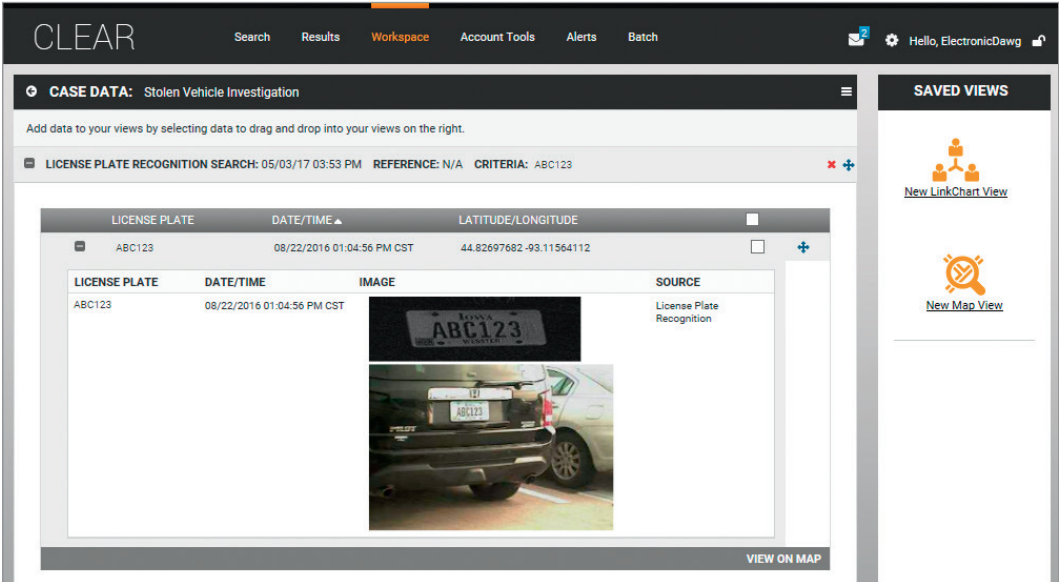 CLEAR
Search Results Workspace Account Tools Alerts Batch
2
Hello, ElectronicDawg
CASE DATA: Stolen Vehicle Investigation
Add data to your views by selecting data to drag and drop into your views on the right.
LICENSE PLATE RECOGNITION SEARCH: 05/03/17 03:53 PM REFERENCE: N/A CRITERIA: ABC123
LICENSE PLATE DATE/TIME LATITUDE/LONGITUDE
ABC123 08/22/2016 01:04:56 PM CST 44.82697682 -93.11564112
LICENSE PLATE DATE/TIME IMAGE SOURCE
ABC123 08/22/2016 01:04:56 PM CST
License Plate
Recognition
IOWA
ABC123
WEBSTER
ABC123
PILOT
VIEW ON MAP
SAVED VIEWS
New LinkChart View
New Map View